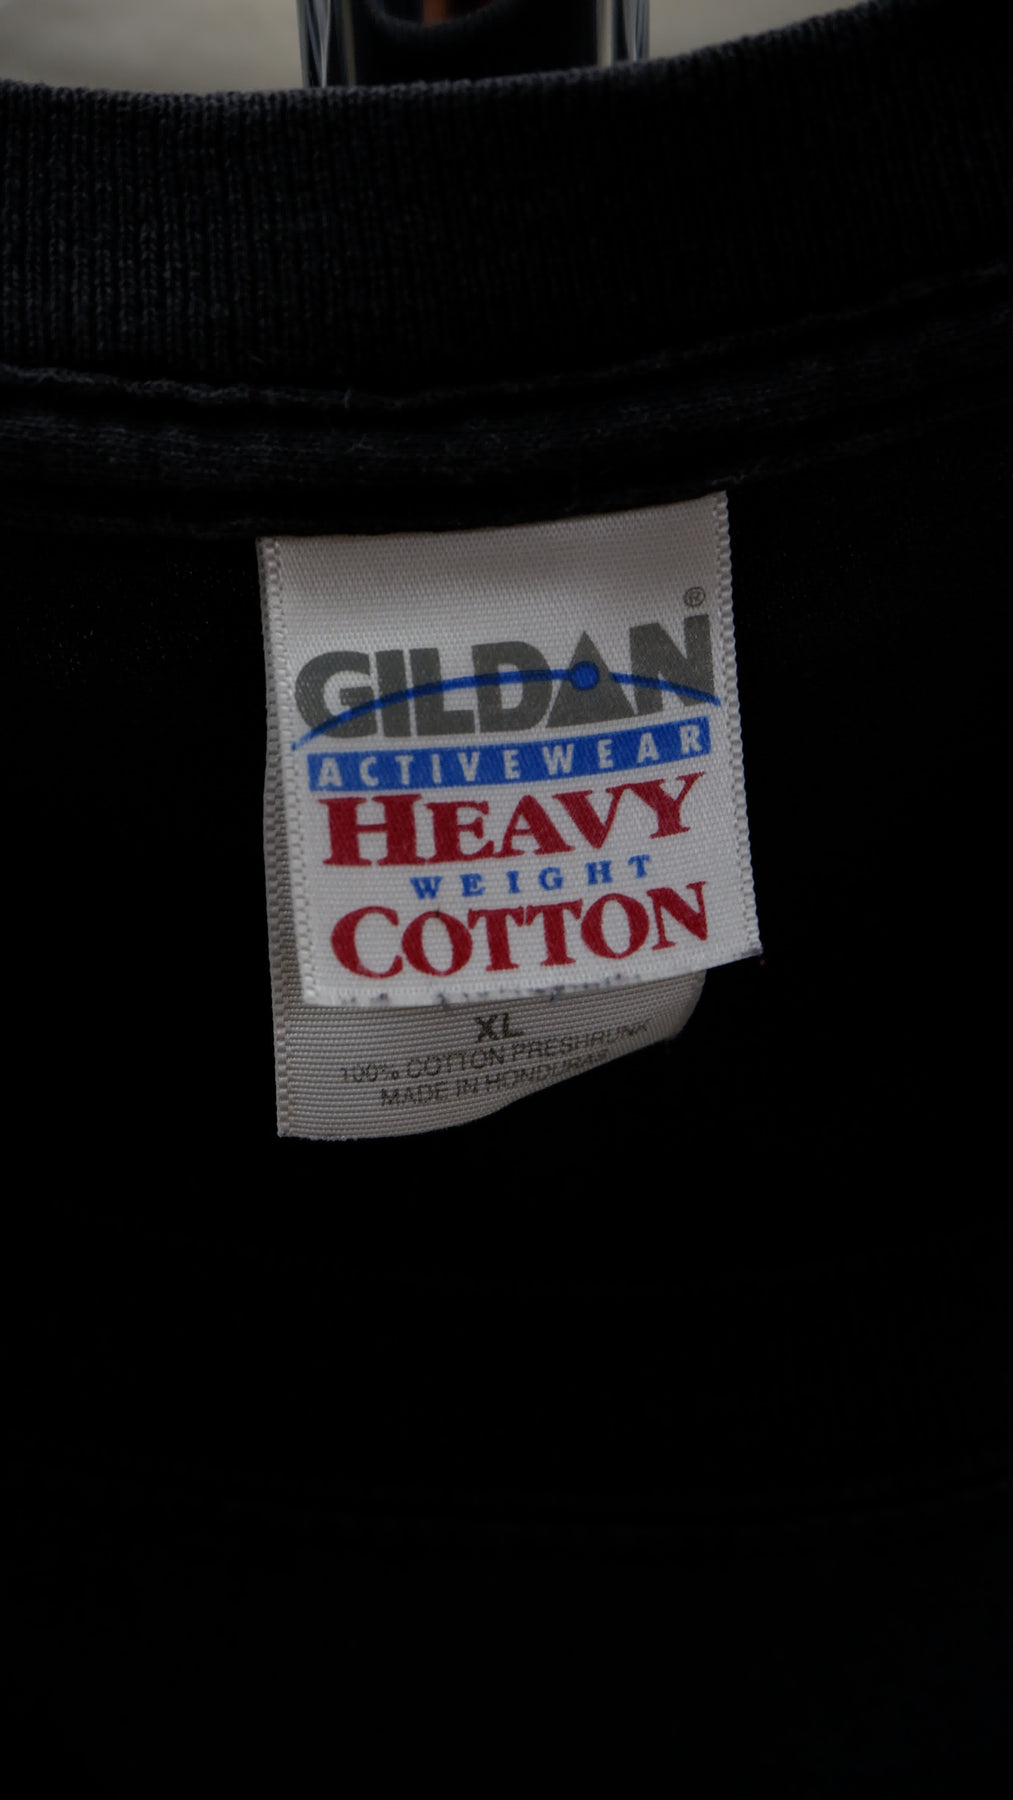 GILDAN®
ACTIVEWEAR
HEAVY
WEIGHT
COTTON
XL
100% COTTON PRESHRUNK
MADE IN HONDURAS